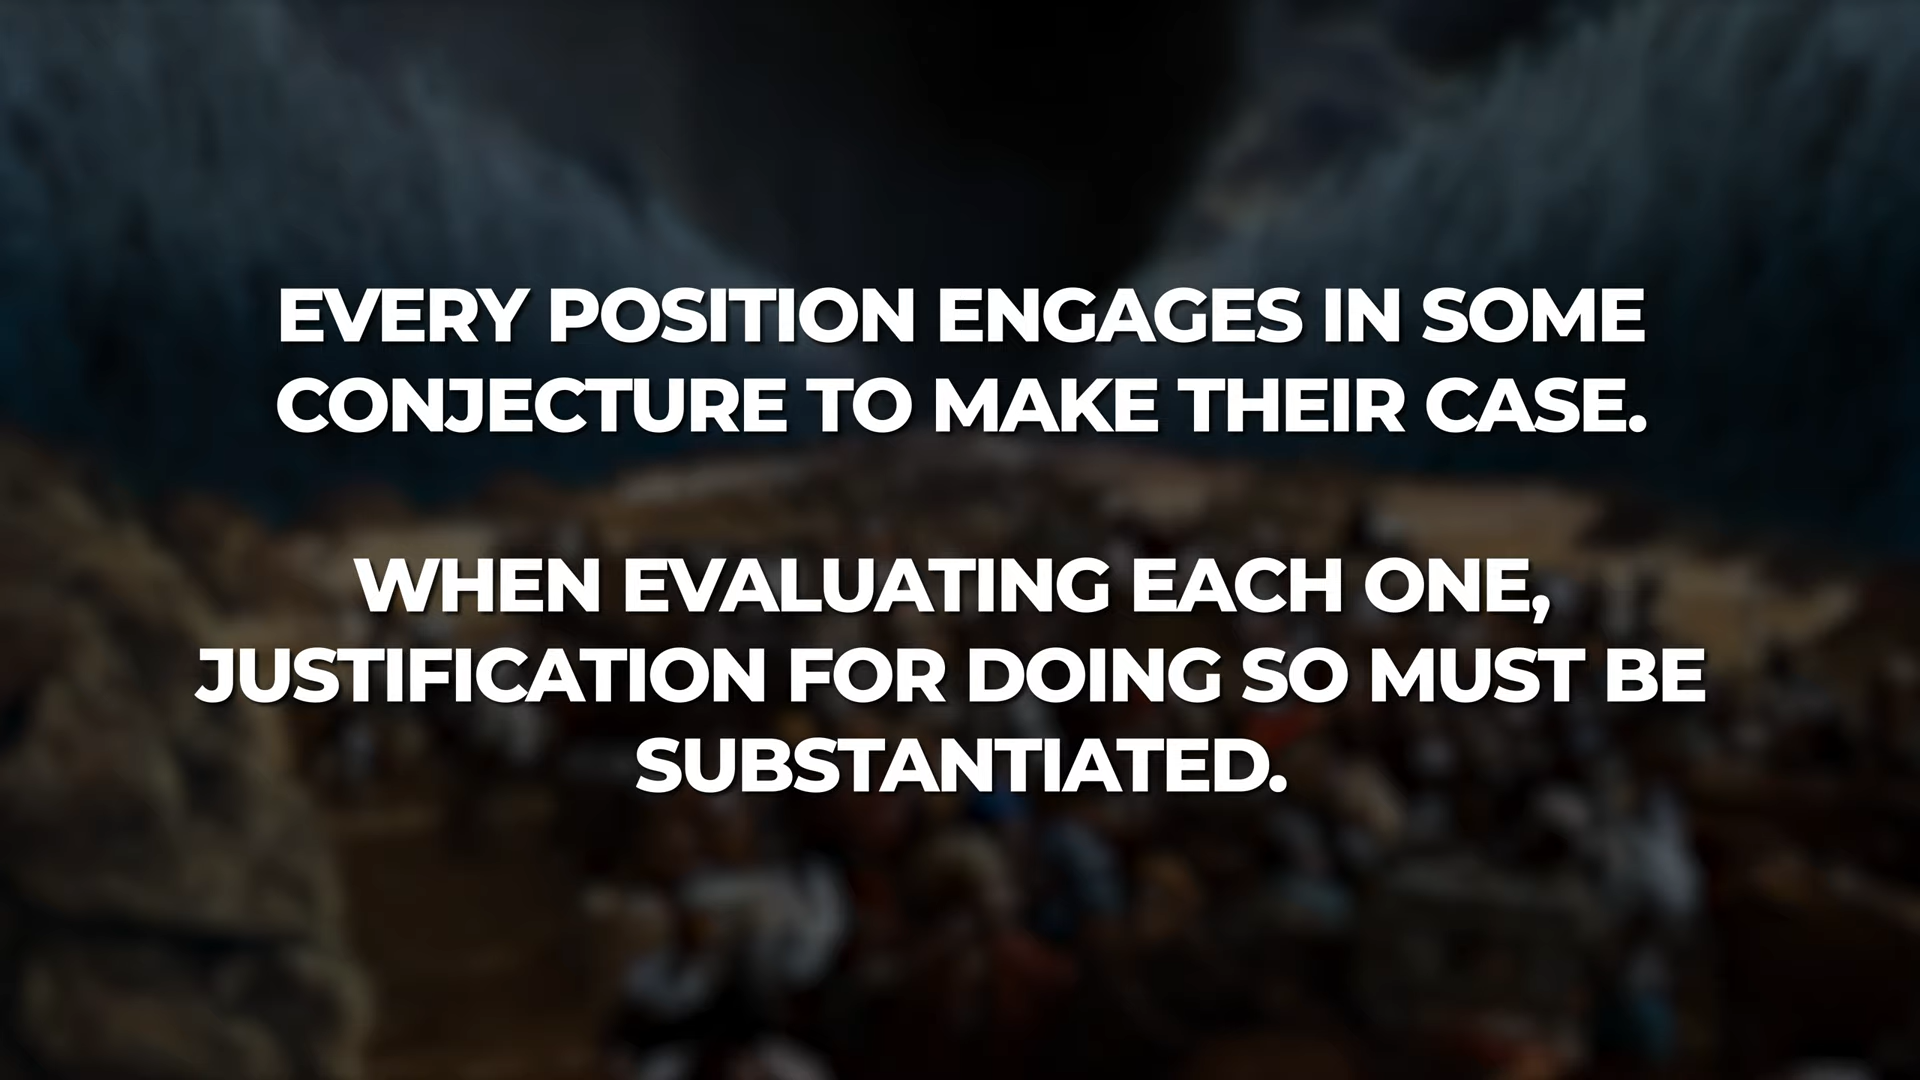 EVERY POSITION ENGAGES IN SOME
CONJECTURE TO MAKE THEIR CASE.
WHEN EVALUATING EACH ONE,
JUSTIFICATION FOR DOING SO MUST BE
SUBSTANTIATED.